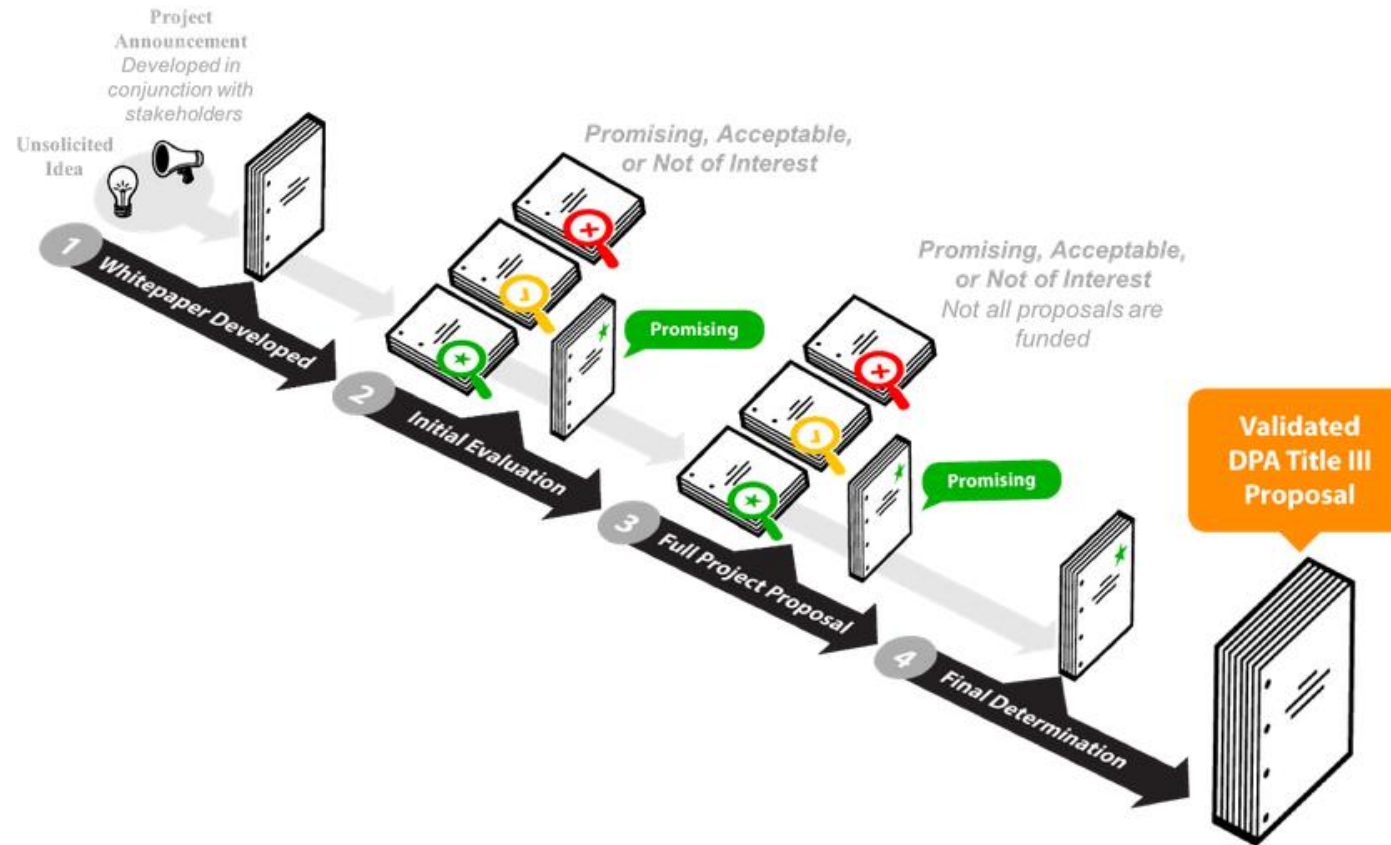 Project
Announcement
Developed in
conjunction with
stakeholders
Unsolicited
Idea
1
Whitepaper Developed
Promising, Acceptable,
or Not of Interest
Promising
2
Initial Evaluation
Promising, Acceptable,
or Not of Interest
Not all proposals are
funded
Promising
3
Full Project Proposal
4
Final Determination
Validated
DPA Title III
Proposal